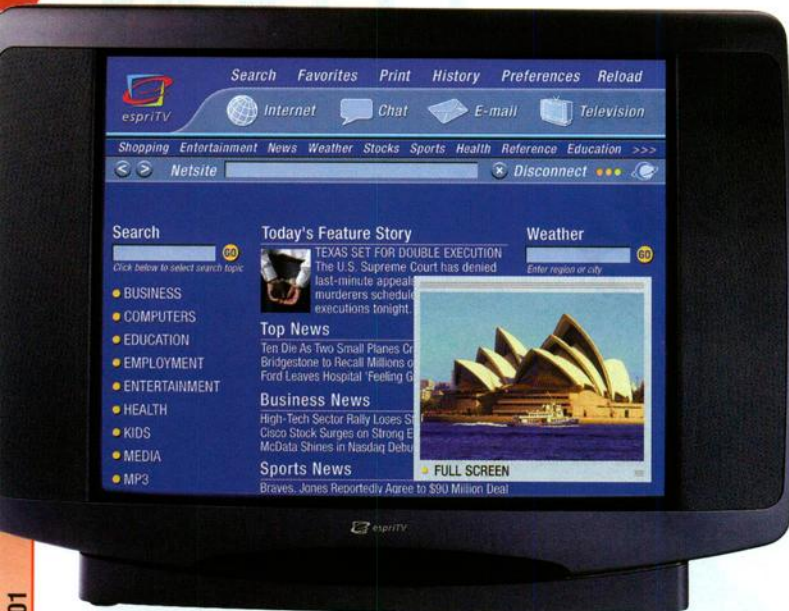 Search Favorites Print History Preferences Reload
espriTV
Internet Chat E-mail Television
Shopping Entertainment News Weather Stocks Sports Health Reference Education >>>
< > Netsite × Disconnect
Search
GO
Click below to select search topic
BUSINESS
COMPUTERS
EDUCATION
EMPLOYMENT
ENTERTAINMENT
HEALTH
KIDS
MEDIA
MP3
Today's Feature Story
TEXAS SET FOR DOUBLE EXECUTION
The U.S. Supreme Court has denied
last-minute appeals
murderers schedule
executions tonight.
Top News
Ten Die As Two Small Planes Cr
Bridgestone to Recall Millions o
Ford Leaves Hospital 'Feeling G
Business News
High-Tech Sector Rally Loses St
Cisco Stock Surges on Strong E
McData Shines in Nasdaq Debu
Sports News
Braves, Jones Reportedly Agree to $90 Million Deal
Weather
GO
Enter region or city
FULL SCREEN
espriTV
01